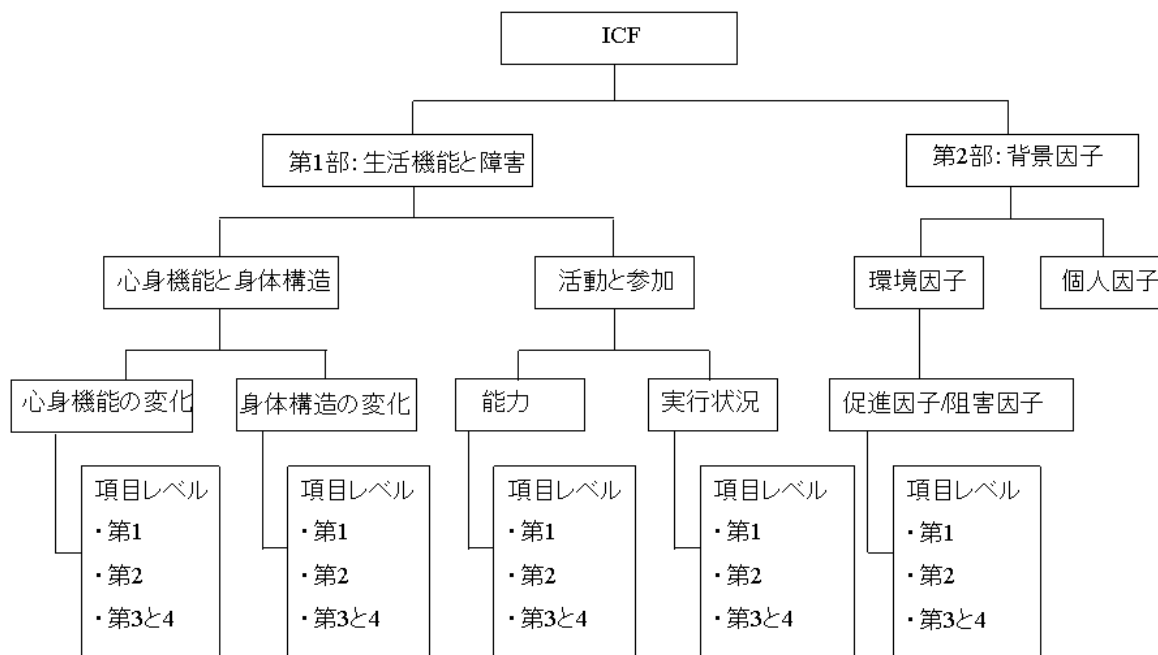 ICF
第1部:生活機能と障害
第2部:背景因子
心身機能と身体構造
活動と参加
環境因子
個人因子
心身機能の変化
身体構造の変化
能力
実行状況
促進因子/阻害因子
項目レベル
・第1
・第2
・第3と4
項目レベル
・第1
・第2
・第3と4
項目レベル
・第1
・第2
・第3と4
項目レベル
・第1
・第2
・第3と4
項目レベル
・第1
・第2
・第3と4